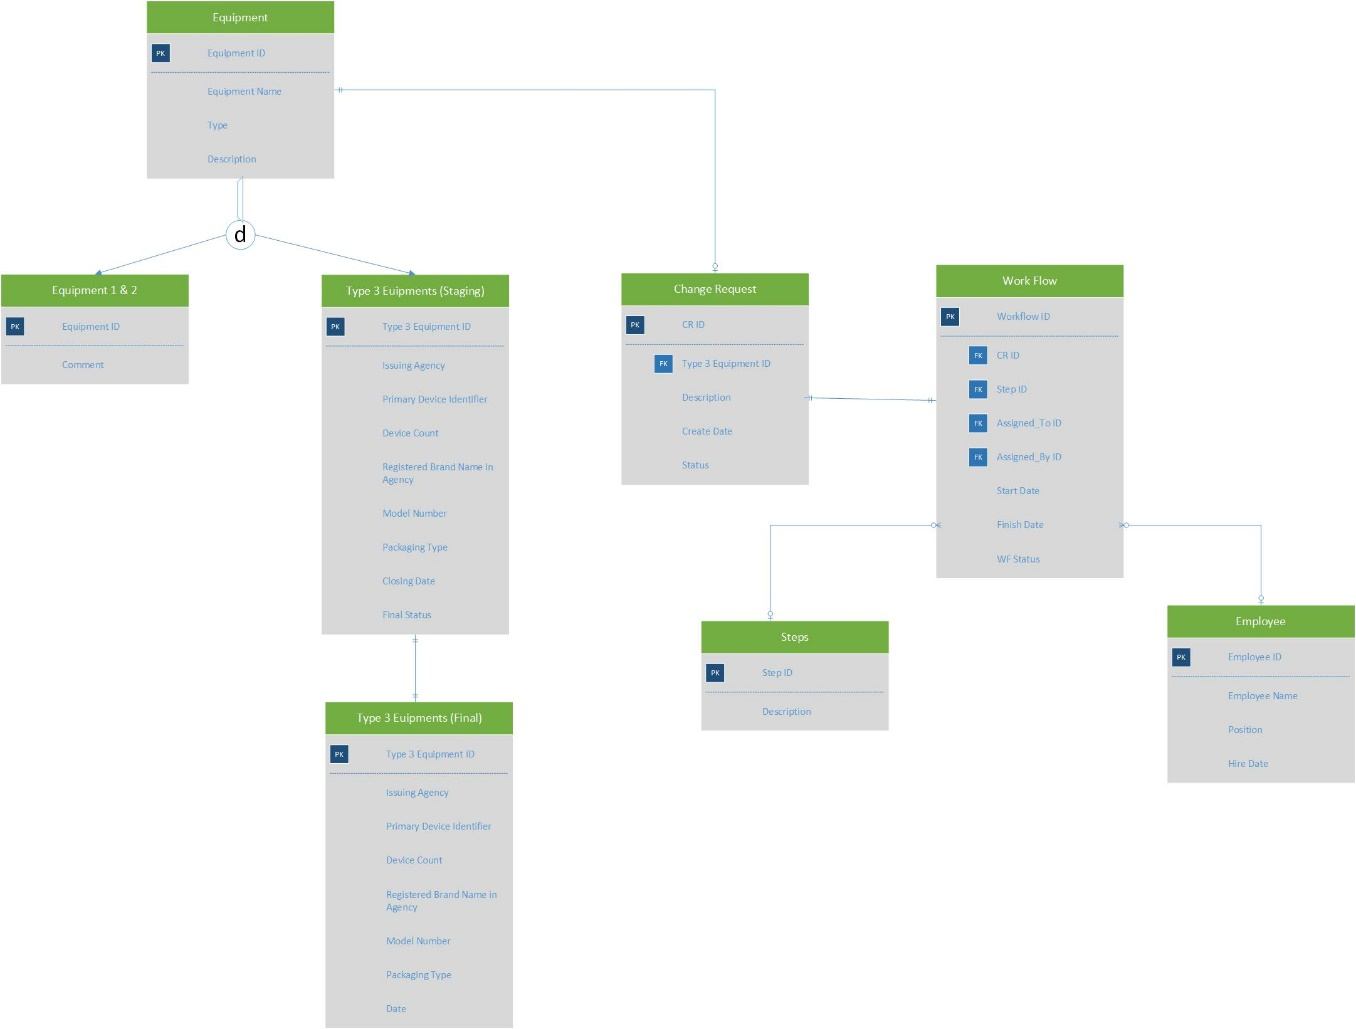 Equipment
PK Equipment ID
Equipment Name
Type
Description
d
Equipment 1 & 2
PK Equipment ID
Comment
Type 3 Euipments (Staging)
PK Type 3 Equipment ID
Issuing Agency
Primary Device Identifier
Device Count
Registered Brand Name in
Agency
Model Number
Packaging Type
Closing Date
Final Status
Type 3 Euipments (Final)
PK Type 3 Equipment ID
Issuing Agency
Primary Device Identifier
Device Count
Registered Brand Name in
Agency
Model Number
Packaging Type
Date
Change Request
PK CR ID
FK Type 3 Equipment ID
Description
Create Date
Status
Work Flow
PK Workflow ID
FK CR ID
FK Step ID
FK Assigned_To ID
FK Assigned_By ID
Start Date
Finish Date
WF Status
Steps
PK Step ID
Description
Employee
PK Employee ID
Employee Name
Position
Hire Date